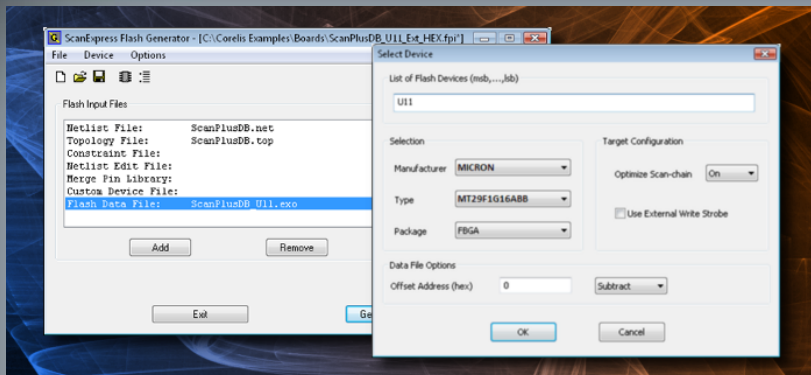 ScanExpress Flash Generator - [C:\Corelis Examples\Boards\ScanPlusDB_U11_Ext_HEX.fpi*]
File Device Options
Flash Input Files
Netlist File: ScanPlusDB.net
Topology File: ScanPlusDB.top
Constraint File:
Netlist Edit File:
Merge Pin Library:
Custom Device File:
Flash Data File: ScanPlusDB_U11.exo
Add Remove
Exit Ge
Select Device
List of Flash Devices (msb,...,lsb)
U11
Selection
Manufacturer MICRON
Type MT29F1G16ABB
Package FBGA
Target Configuration
Optimize Scan-chain On
Use External Write Strobe
Data File Options
Offset Address (hex) 0 Subtract
OK Cancel